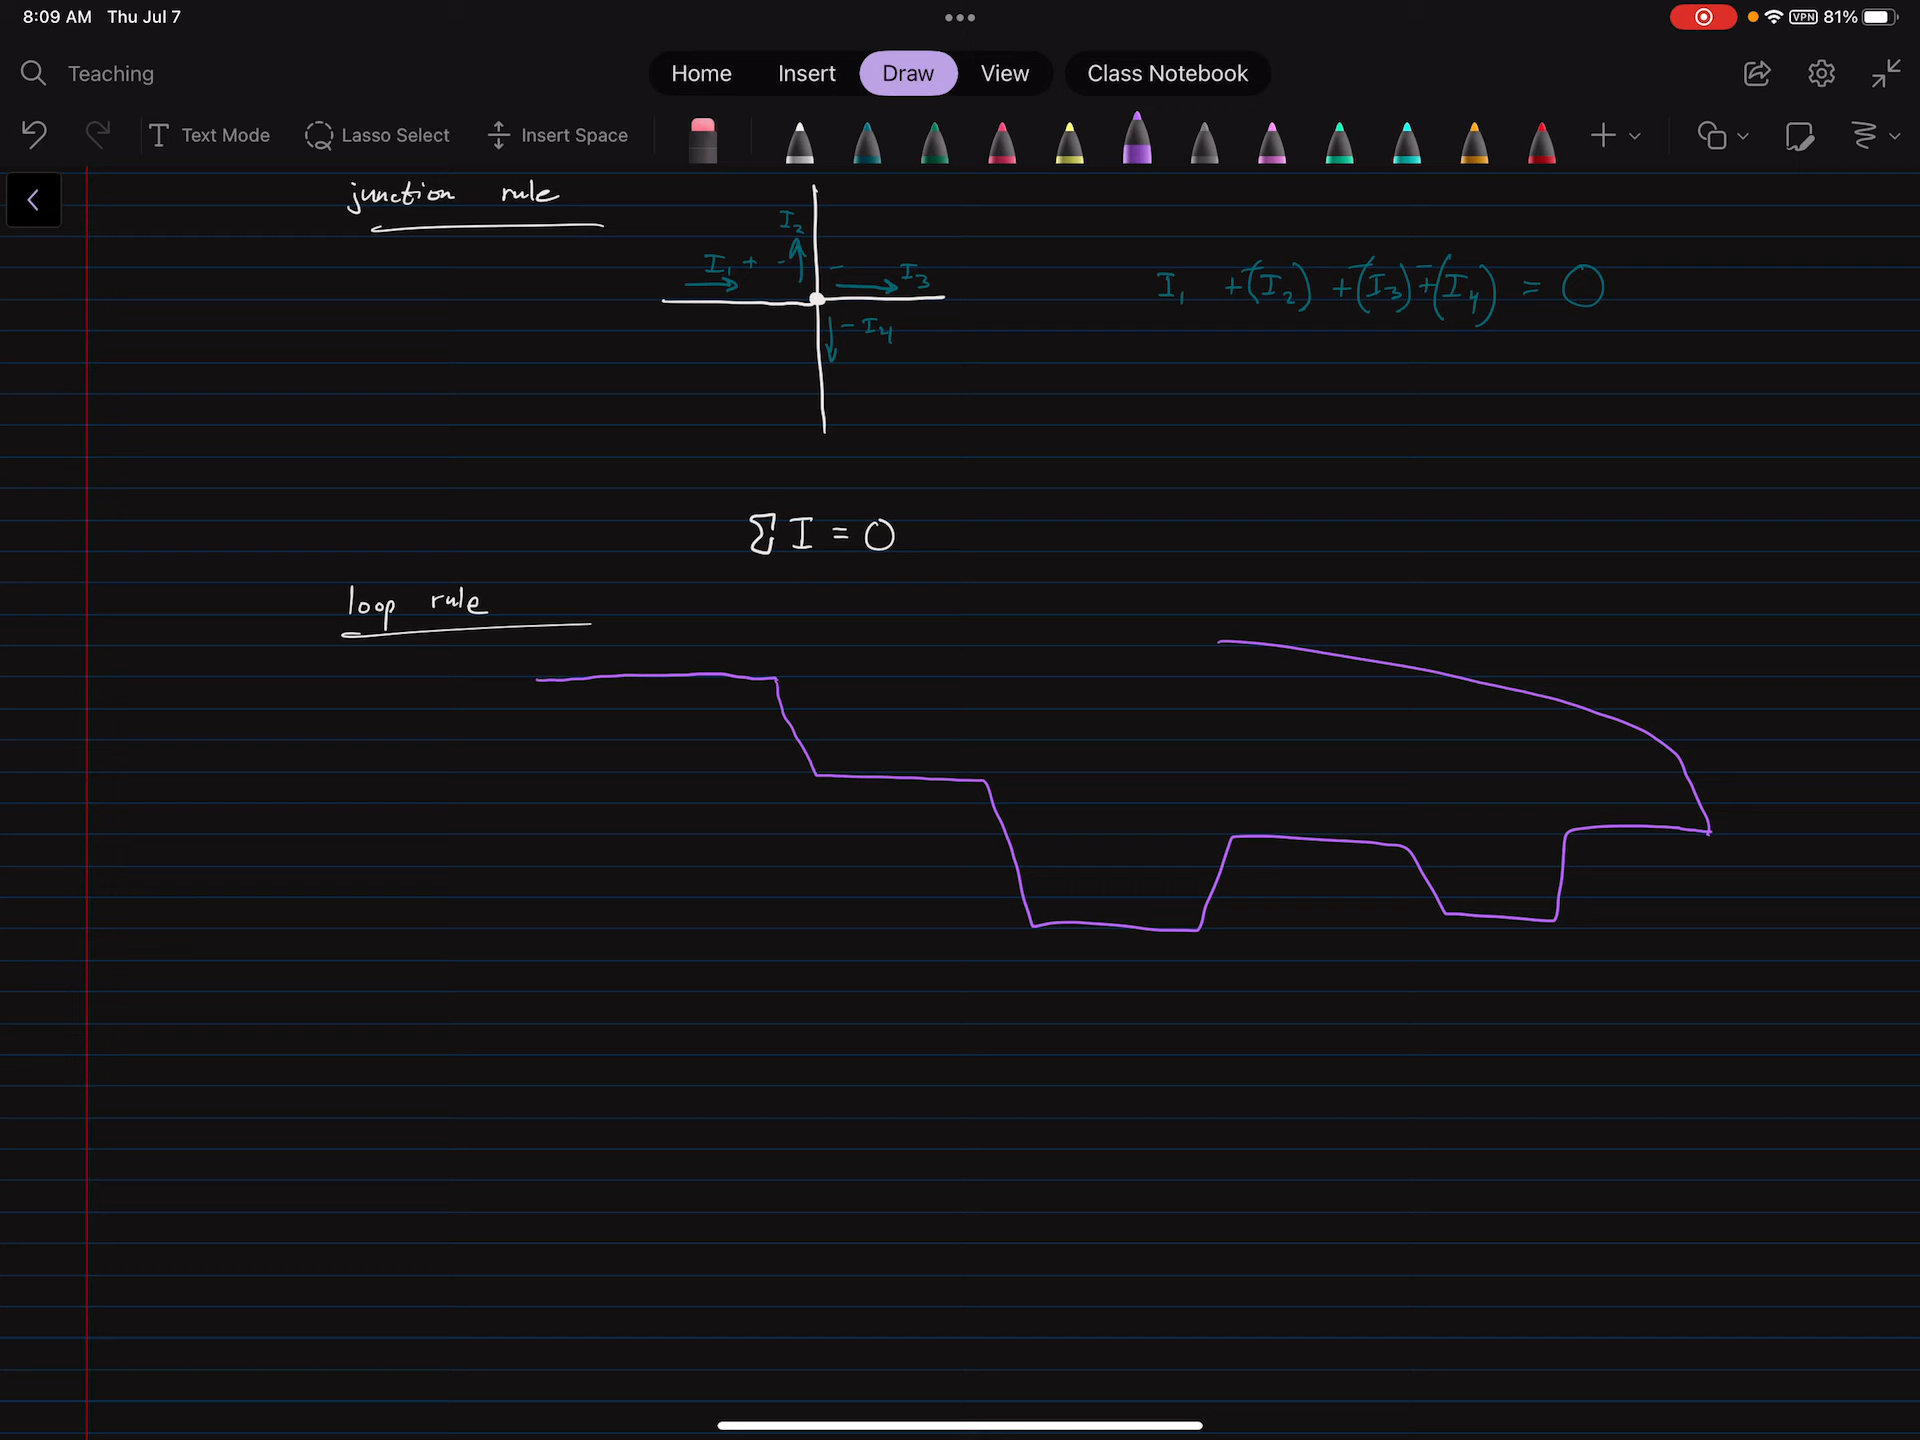 8:09 AM Thu Jul 7
VPN 81%
Teaching
Home Insert Draw View Class Notebook
Text Mode Lasso Select Insert Space
junction rule
I₂
I₁ + - - I₃
- I₄
I₁ +(-I₂) +(-I₃)+(-I₄) = 0
Σ I = 0
loop rule